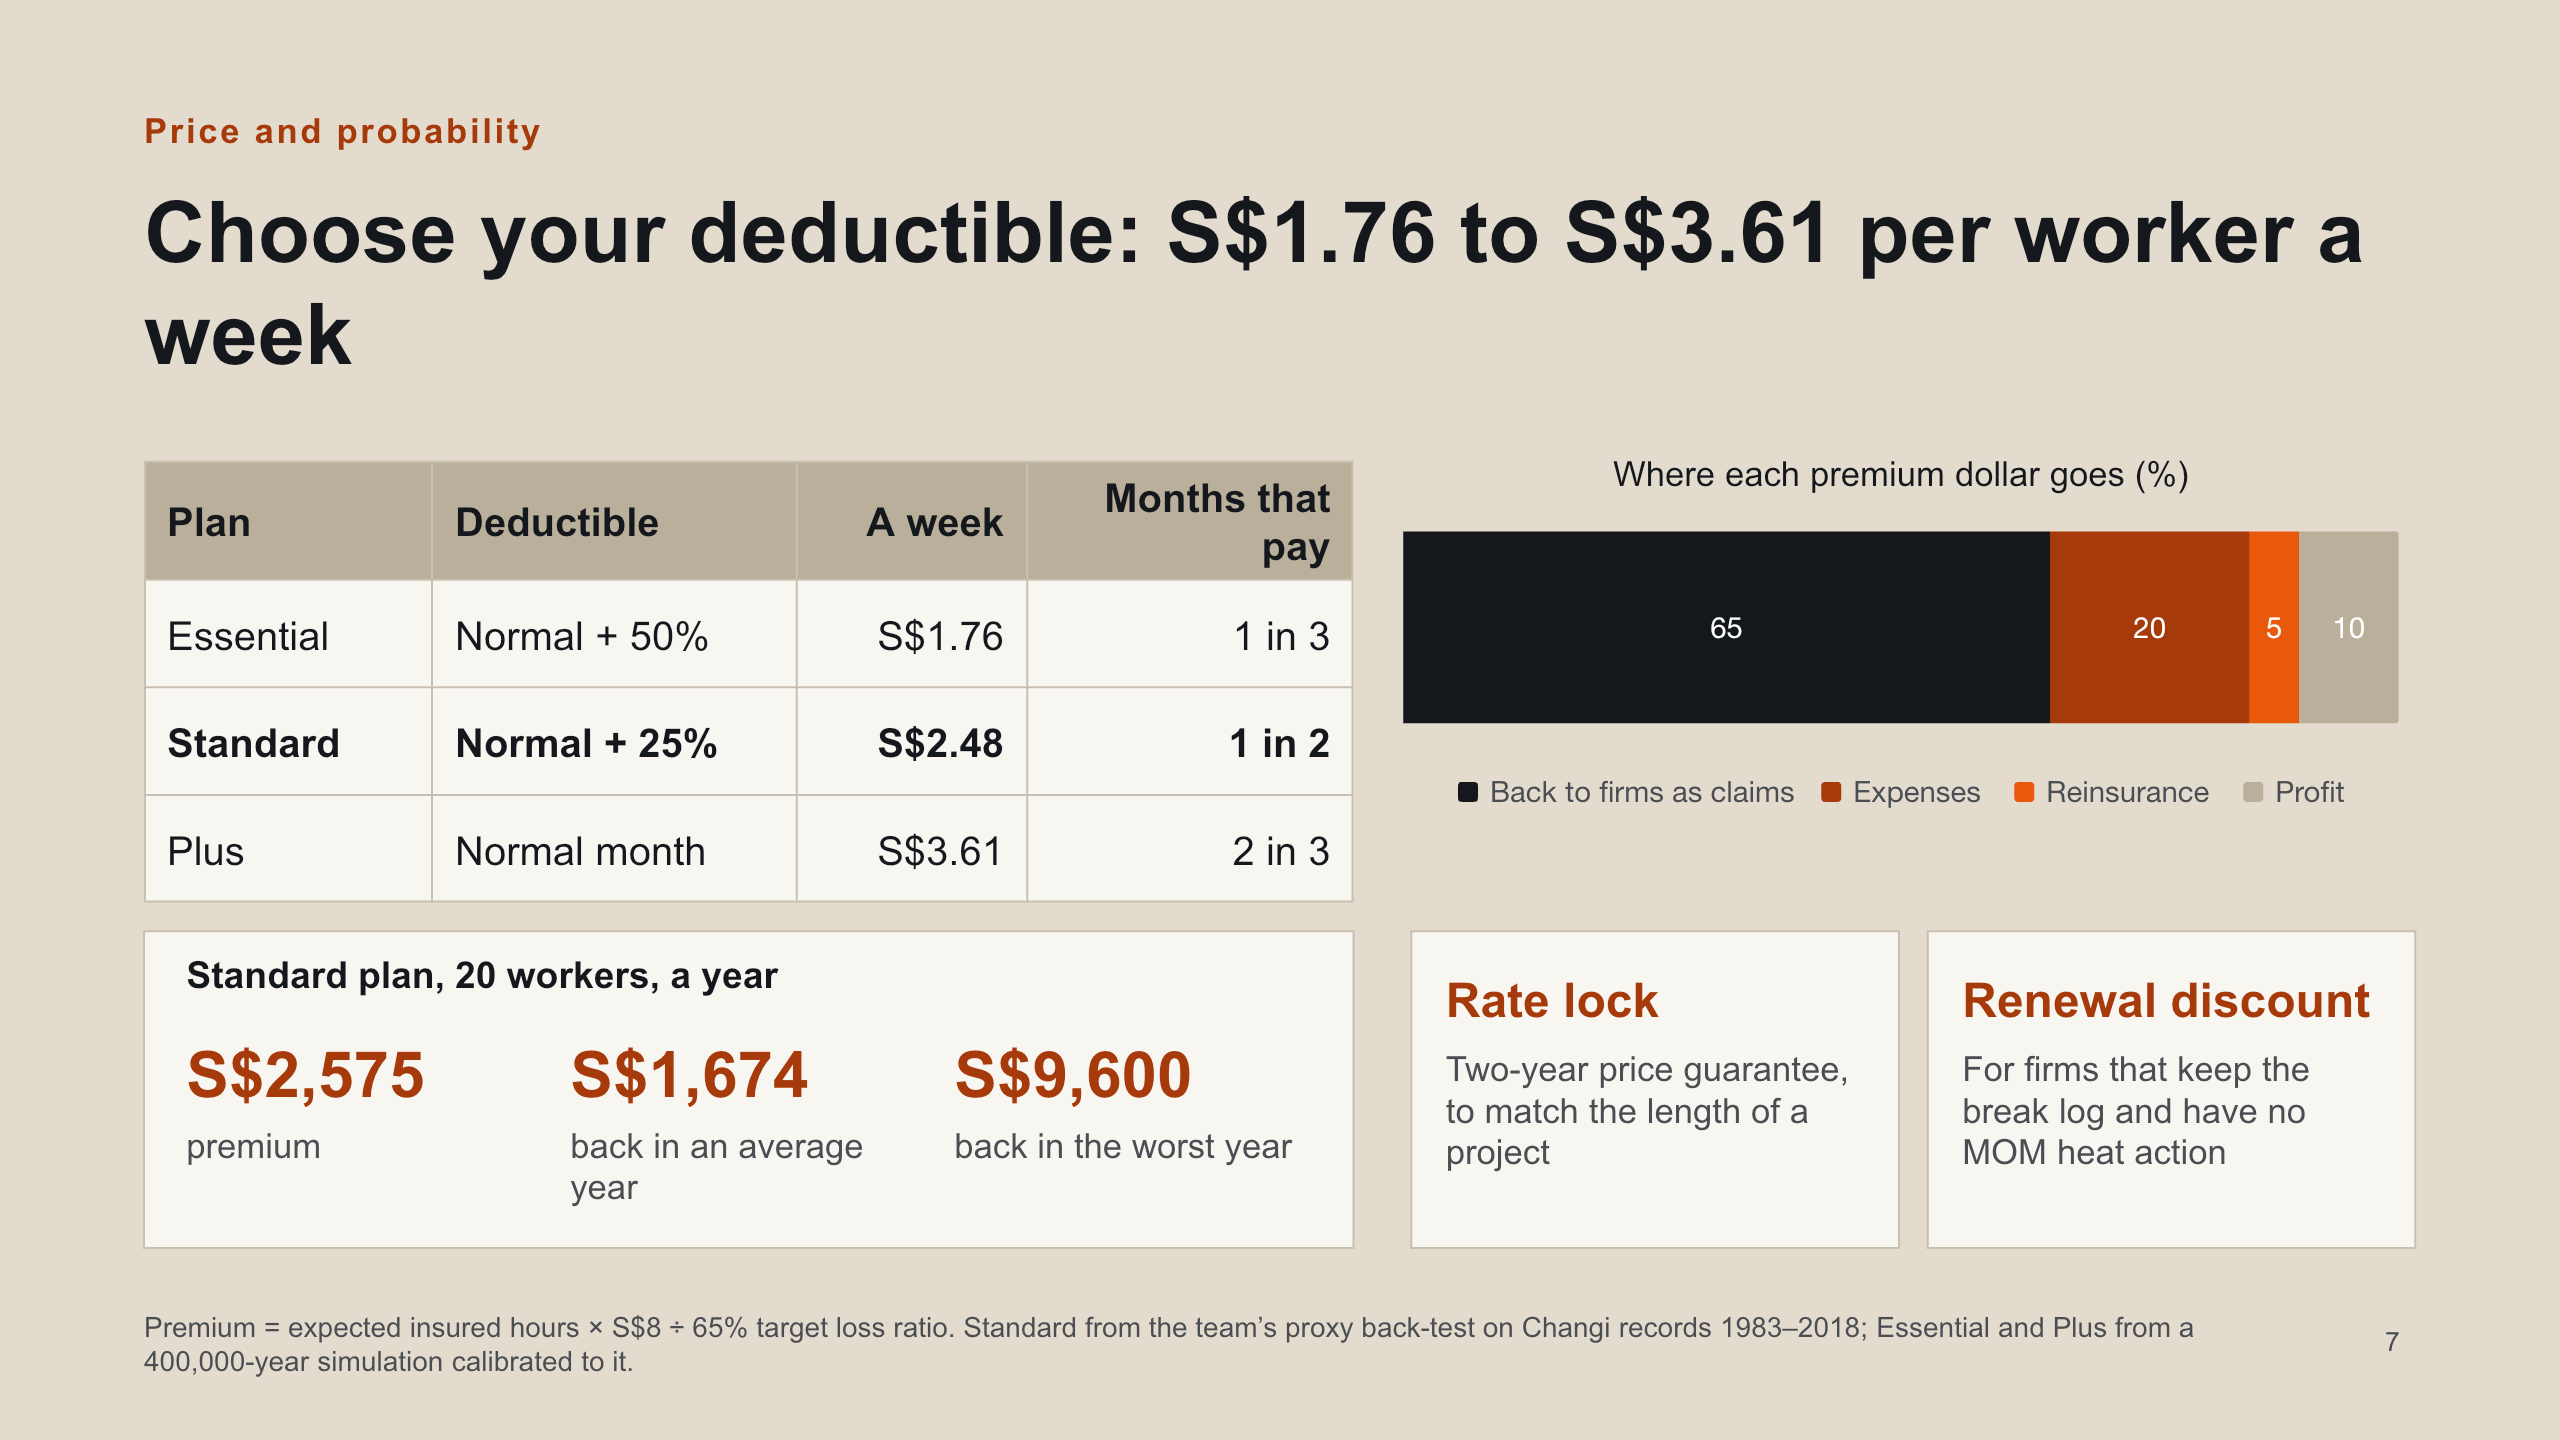 Price and probability
Choose your deductible: S$1.76 to S$3.61 per worker a
week
Plan Deductible A week Months that
pay
Essential Normal + 50% S$1.76 1 in 3
Standard Normal + 25% S$2.48 1 in 2
Plus Normal month S$3.61 2 in 3
Where each premium dollar goes (%)
65 20 5 10
Back to firms as claims Expenses Reinsurance Profit
Standard plan, 20 workers, a year
S$2,575 S$1,674 S$9,600
premium back in an average back in the worst year
year
Rate lock
Two-year price guarantee,
to match the length of a
project
Renewal discount
For firms that keep the
break log and have no
MOM heat action
Premium = expected insured hours × S$8 ÷ 65% target loss ratio. Standard from the team’s proxy back-test on Changi records 1983–2018; Essential and Plus from a
400,000-year simulation calibrated to it.
7